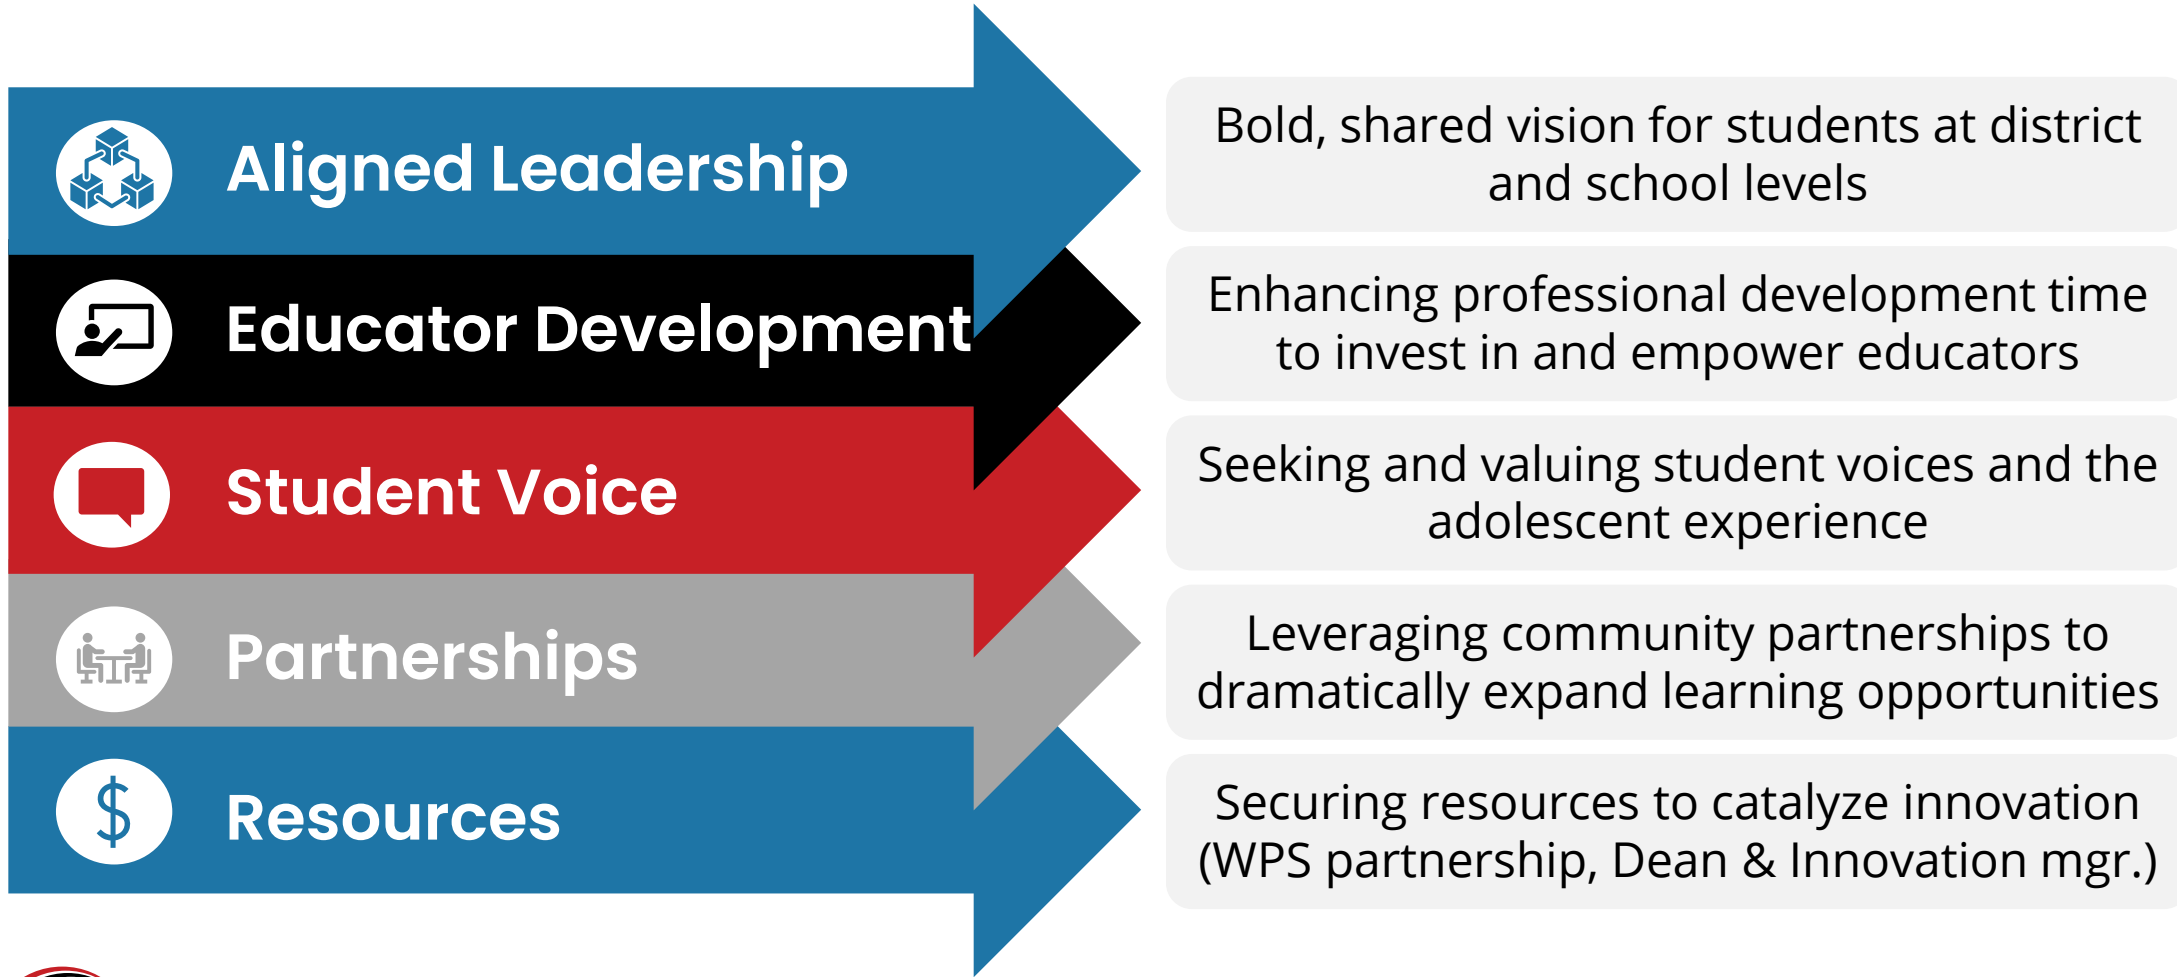 Aligned Leadership
Bold, shared vision for students at district
and school levels
Educator Development
Enhancing professional development time
to invest in and empower educators
Student Voice
Seeking and valuing student voices and the
adolescent experience
Partnerships
Leveraging community partnerships to
dramatically expand learning opportunities
Resources
Securing resources to catalyze innovation
(WPS partnership, Dean & Innovation mgr.)
$